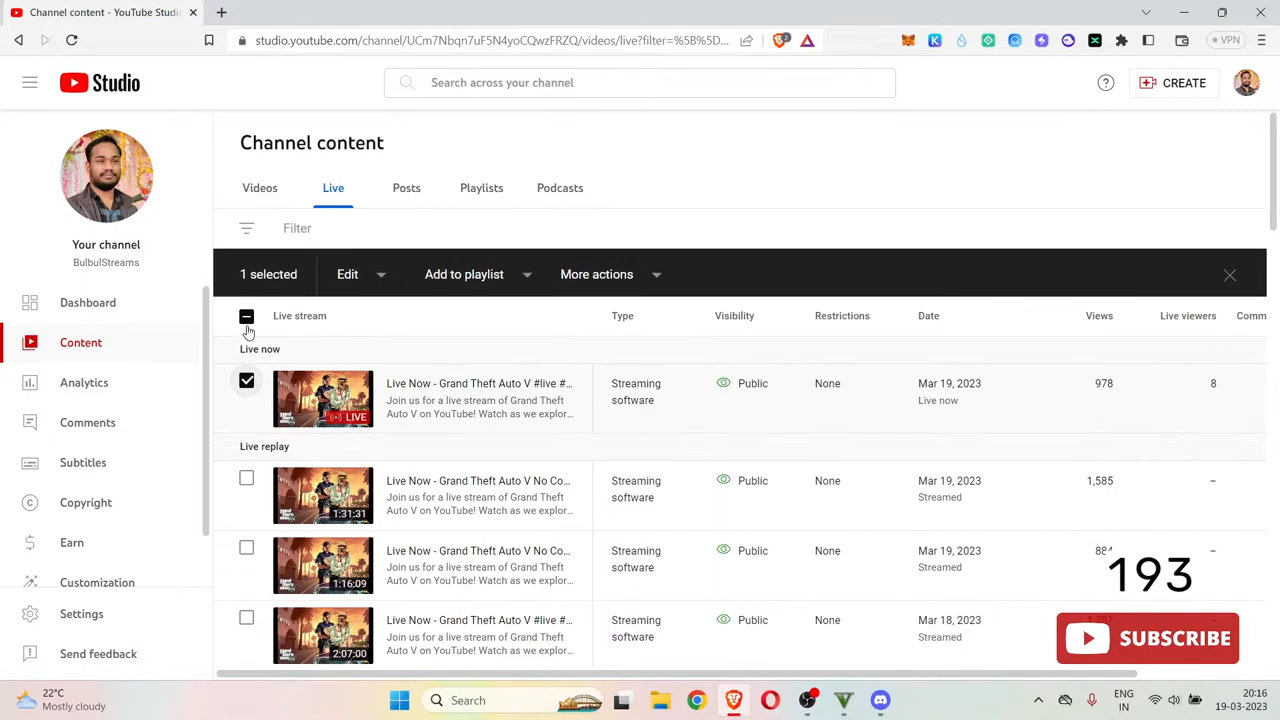 Channel content - YouTube Studio
studio.youtube.com/channel/UCm7Nbqn7uF5N4yoCQwzFRZQ/videos/live?filter=%5B%5D...
2
VPN
Studio
Search across your channel
CREATE
Your channel
BulbulStreams
Dashboard
Content
Analytics
Comments
Subtitles
Copyright
Earn
Customization
Settings
Send feedback
Channel content
Videos Live Posts Playlists Podcasts
Filter
1 selected Edit Add to playlist More actions
Live stream Type Visibility Restrictions Date Views Live viewers Comm
Live now
LIVE
Live Now - Grand Theft Auto V #live #...
Join us for a live stream of Grand Theft
Auto V on YouTube! Watch as we explor...
Streaming
software
Public
None
Mar 19, 2023
Live now
978
8
Live replay
1:31:31
Live Now - Grand Theft Auto V No Co...
Join us for a live stream of Grand Theft
Auto V on YouTube! Watch as we explor...
Streaming
software
Public
None
Mar 19, 2023
Streamed
1,585
–
1:16:09
Live Now - Grand Theft Auto V No Co...
Join us for a live stream of Grand Theft
Auto V on YouTube! Watch as we explor...
Streaming
software
Public
None
Mar 19, 2023
Streamed
–
2:07:00
Live Now - Grand Theft Auto V #live #...
Join us for a live stream of Grand Theft
Auto V on YouTube! Watch as we explor...
Streaming
software
Public
None
Mar 18, 2023
Streamed
193
SUBSCRIBE
22°C
Mostly cloudy
Search
ENG
IN
20:16
19-03-2023